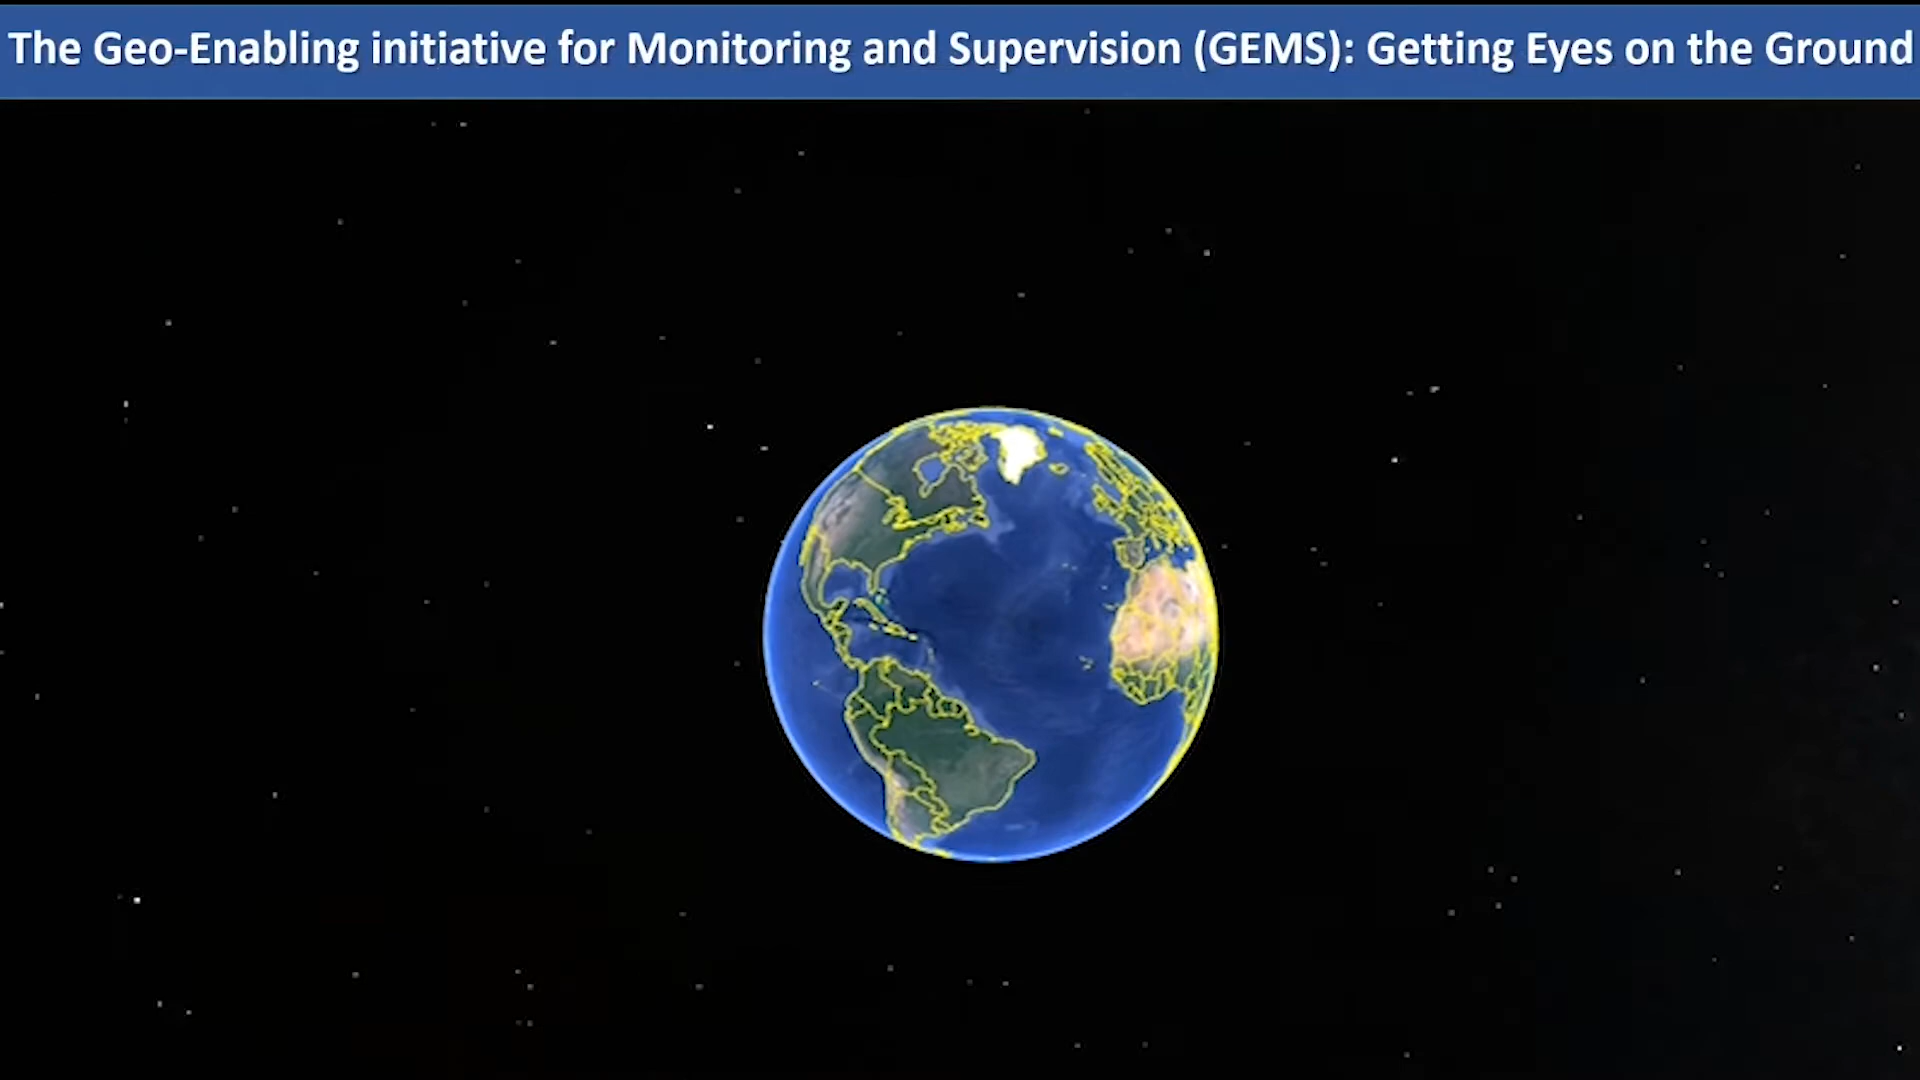 The Geo-Enabling initiative for Monitoring and Supervision (GEMS): Getting Eyes on the Ground